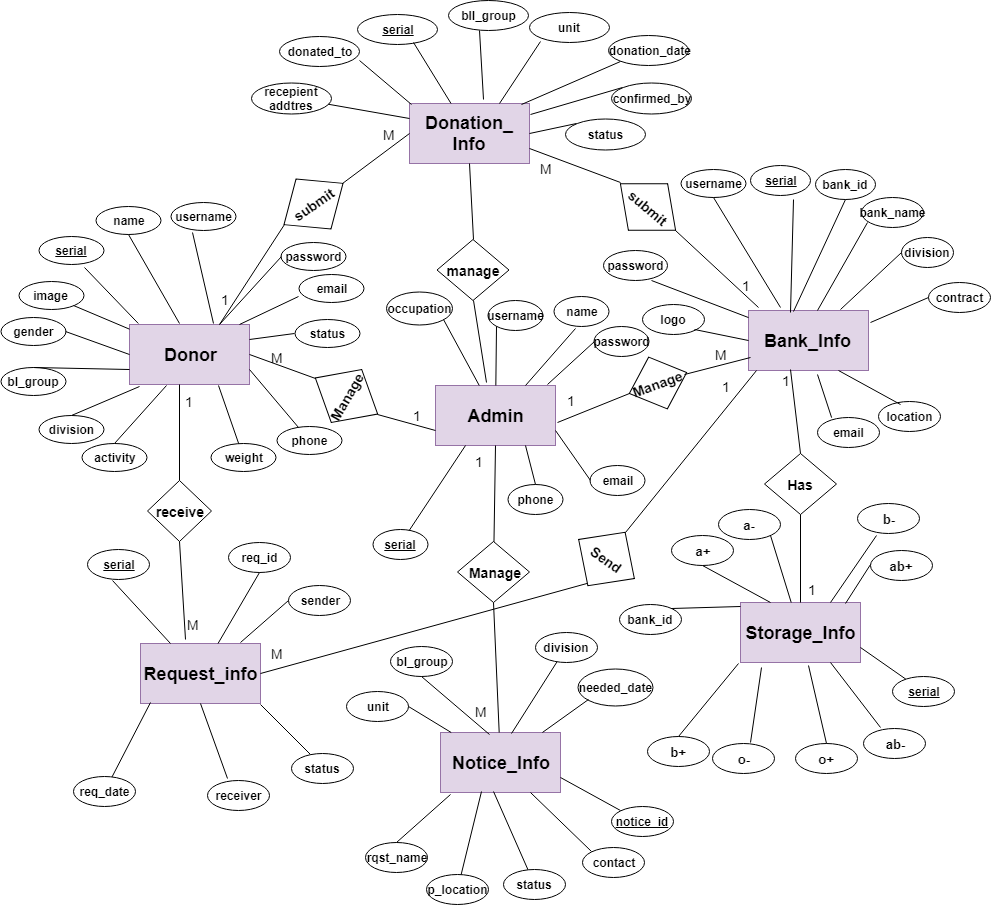 bll_group
serial
unit
donated_to
donation_date
recepient
addtres
confirmed_by
Donation_
Info
status
M
M
submit
submit
username
serial
bank_id
bank_name
division
contract
password
logo
1
Bank_Info
name
username
serial
password
image
email
gender
status
1
Donor
bl_group
division
activity
weight
phone
M
Manage
1
manage
occupation
username
name
password
Admin
1
Manage
M
1
1
email
location
1
receive
1
serial
phone
email
Manage
Send
Has
a-
b-
a+
ab+
bank_id
1
Storage_Info
serial
b+
o-
o+
ab-
serial
req_id
sender
M
M
Request_info
req_date
receiver
status
bl_group
division
unit
needed_date
M
Notice_Info
notice_id
rqst_name
p_location
status
contact